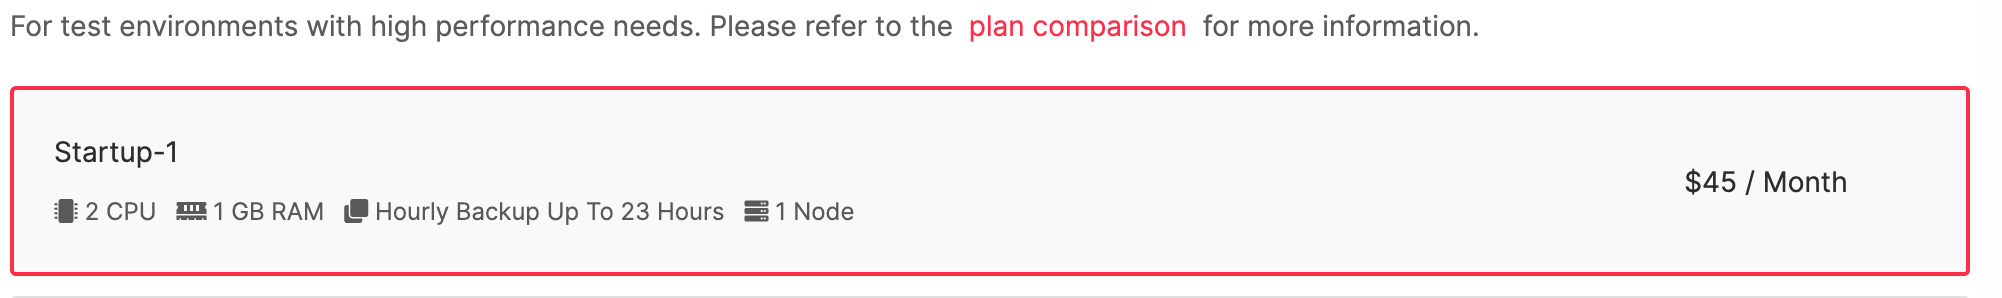 For test environments with high performance needs. Please refer to the plan comparison for more information.
Startup-1
$45 / Month
2 CPU 1 GB RAM Hourly Backup Up To 23 Hours 1 Node